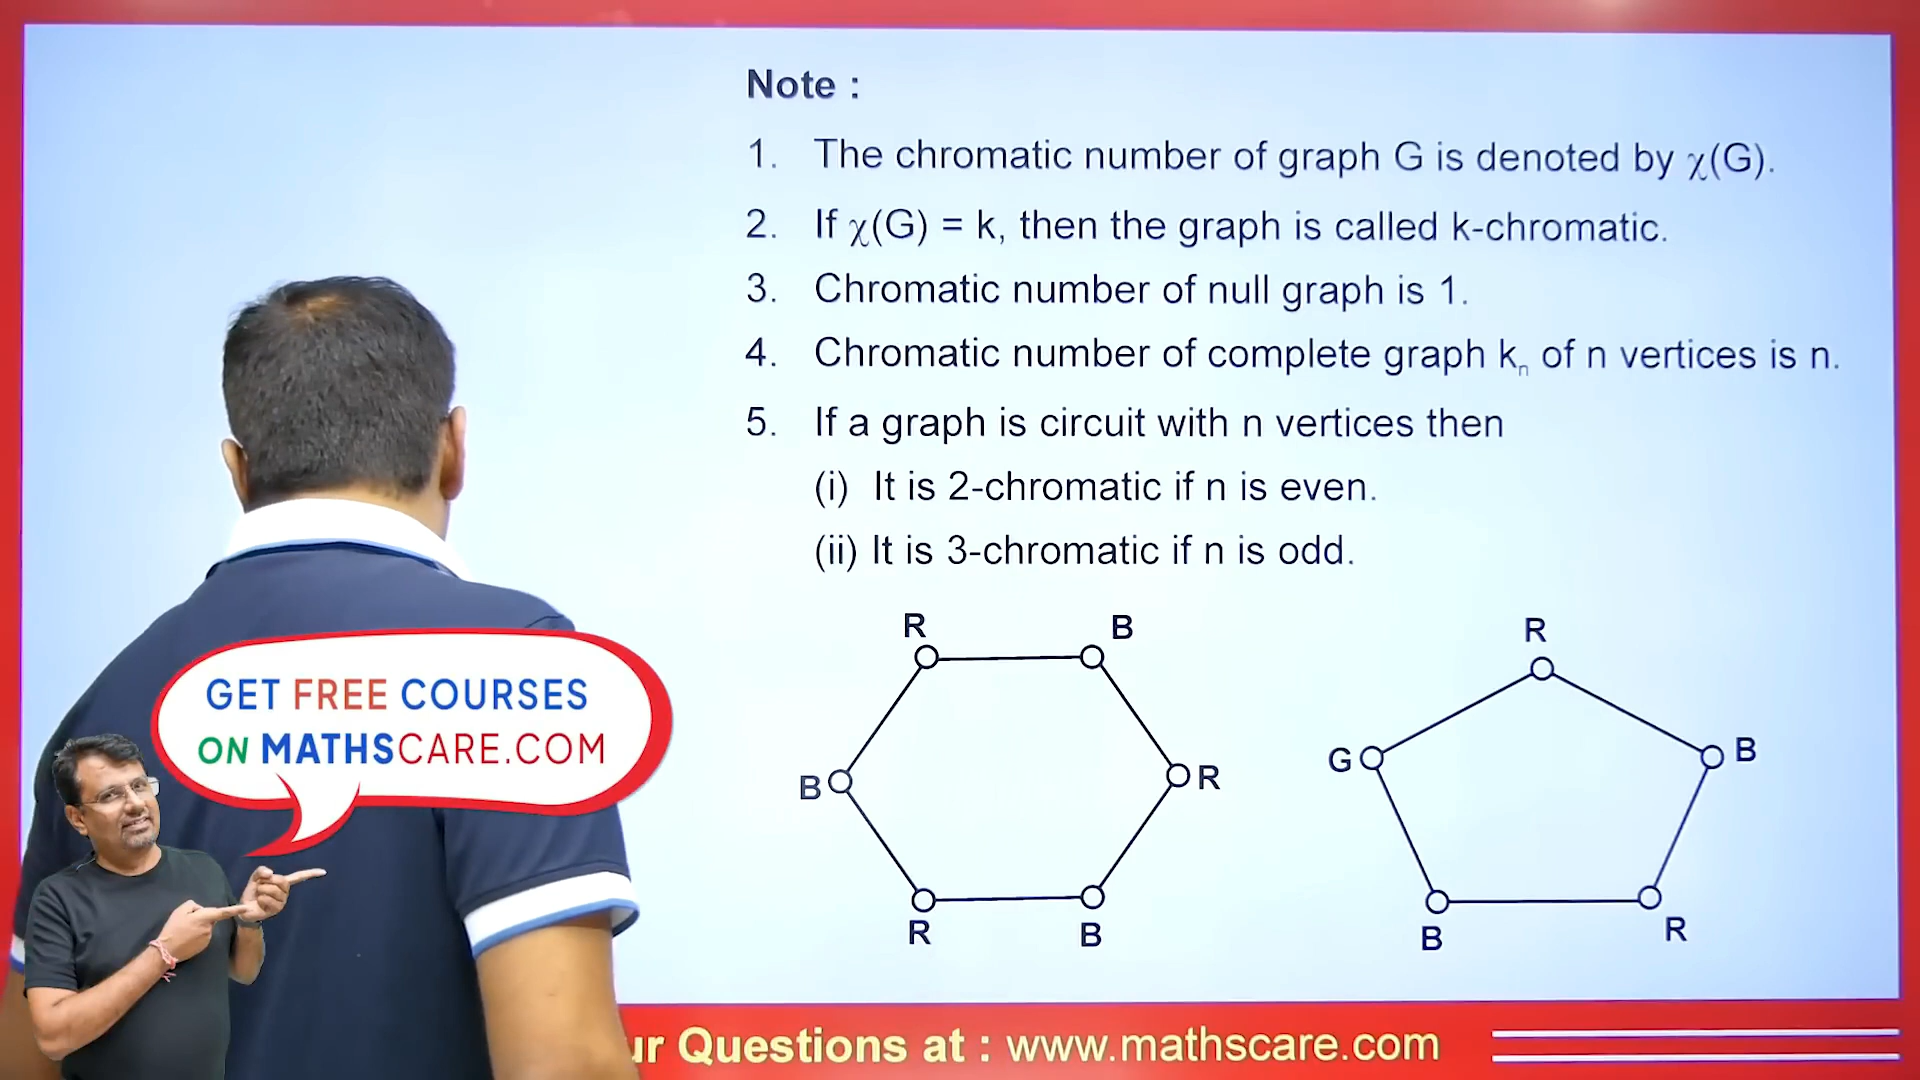 Note :
1. The chromatic number of graph G is denoted by χ(G).
2. If χ(G) = k, then the graph is called k-chromatic.
3. Chromatic number of null graph is 1.
4. Chromatic number of complete graph kₙ of n vertices is n.
5. If a graph is circuit with n vertices then
(i) It is 2-chromatic if n is even.
(ii) It is 3-chromatic if n is odd.
R B
B R
R B
R
G B
B R
GET FREE COURSES
ON MATHSCARE.COM
ur Questions at : www.mathscare.com